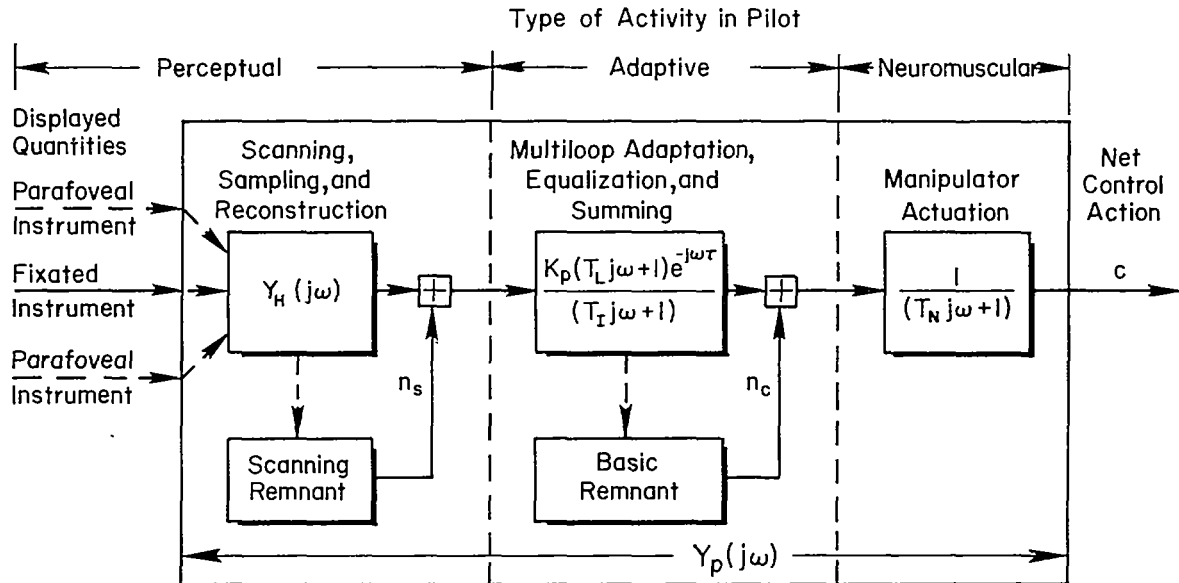 Type of Activity in Pilot
Perceptual
Adaptive
Neuromuscular
Displayed
Quantities
Parafoveal
Instrument
Fixated
Instrument
Parafoveal
Instrument
Scanning,
Sampling, and
Reconstruction
Y_H (jω)
+
n_s
Scanning
Remnant
Multiloop Adaptation,
Equalization, and
Summing
K_p(T_L jω+1)e^{-jωτ}
(T_I jω+1)
+
n_c
Basic
Remnant
Manipulator
Actuation
1
(T_N jω+1)
Net
Control
Action
c
Y_p(jω)